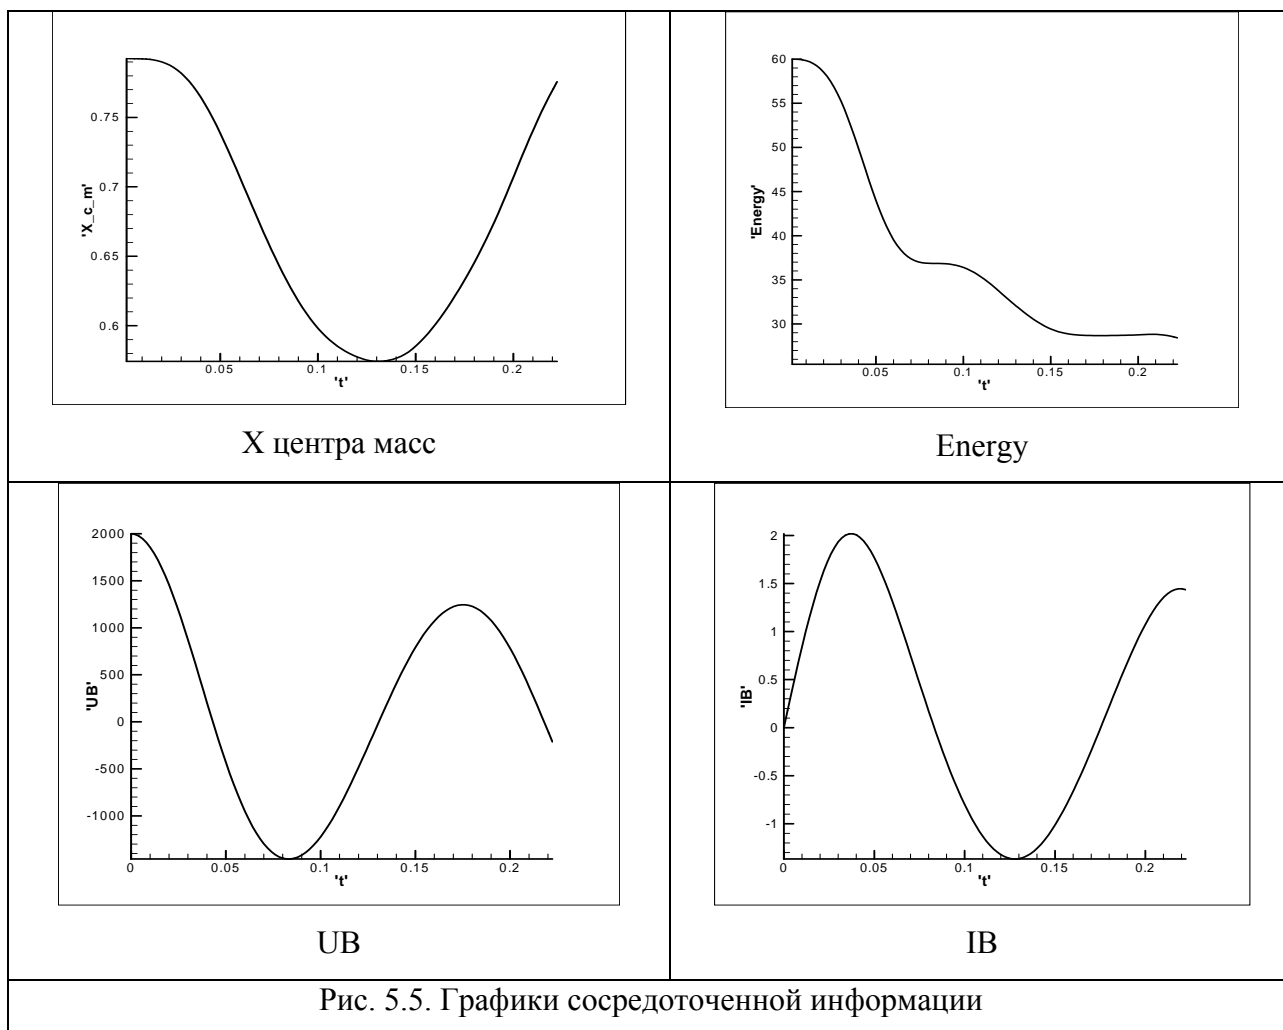 0.75
0.7
0.65
0.6
'X_c_m'
0.05 0.1 0.15 0.2
't'
X центра масс
60
55
50
45
40
35
30
'Energy'
0.05 0.1 0.15 0.2
't'
Energy
2000
1500
1000
500
0
-500
-1000
'UB'
0 0.05 0.1 0.15 0.2
't'
UB
2
1.5
1
0.5
0
-0.5
-1
'IB'
0 0.05 0.1 0.15 0.2
't'
IB
Рис. 5.5. Графики сосредоточенной информации